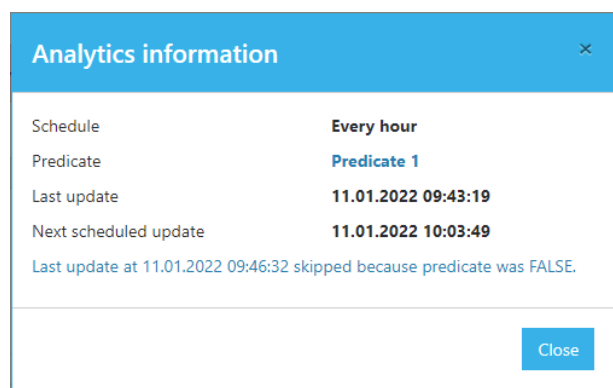 Analytics information ×
Schedule Every hour
Predicate Predicate 1
Last update 11.01.2022 09:43:19
Next scheduled update 11.01.2022 10:03:49
Last update at 11.01.2022 09:46:32 skipped because predicate was FALSE.
Close